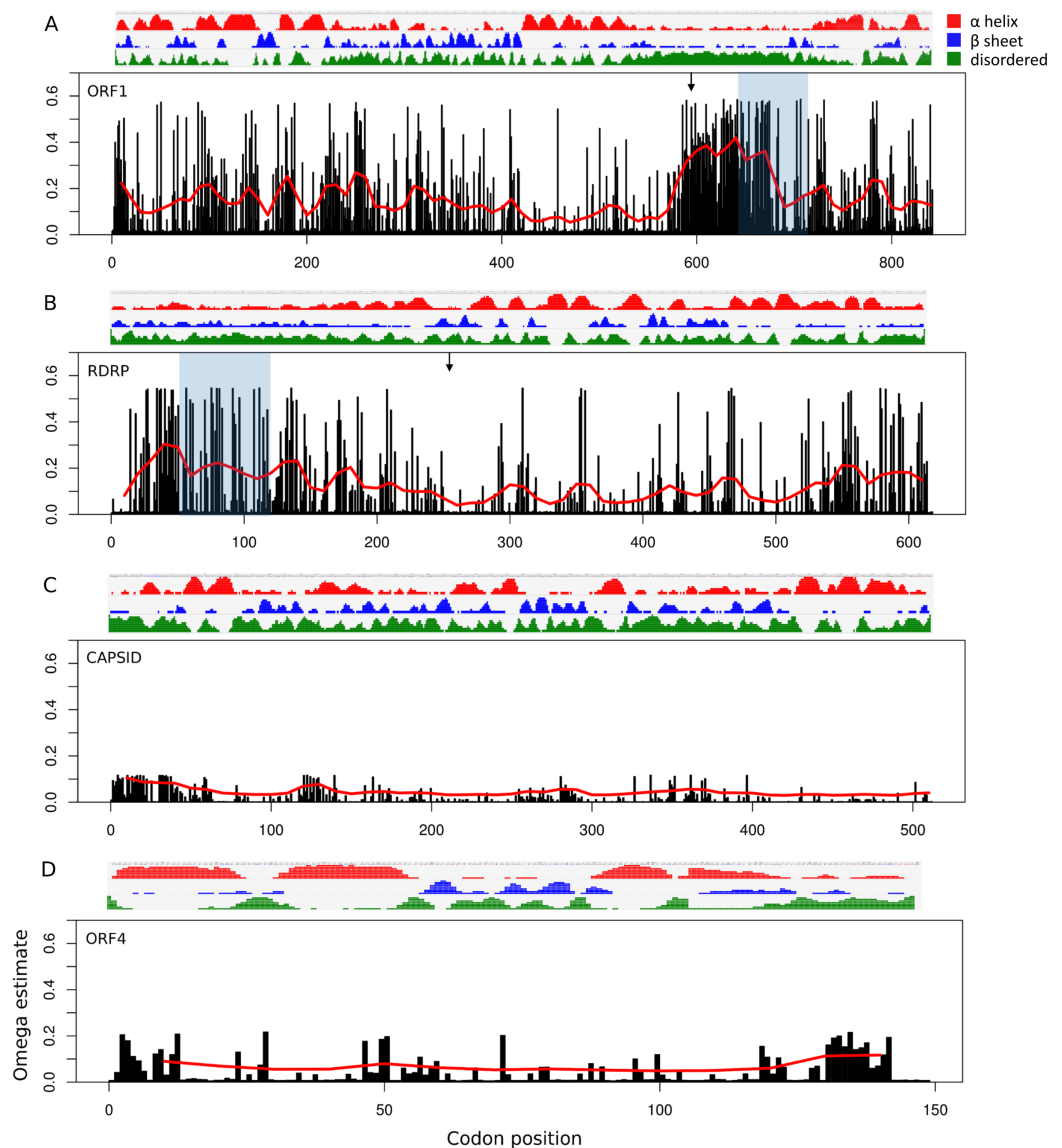 A
α helix
β sheet
disordered
ORF1
0.6
0.4
0.2
0.0
0 200 400 600 800
B
RDRP
0.6
0.4
0.2
0.0
0 100 200 300 400 500 600
C
CAPSID
0.6
0.4
0.2
0.0
0 100 200 300 400 500
D
ORF4
0.6
0.4
0.2
0.0
Omega estimate
0 50 100 150
Codon position